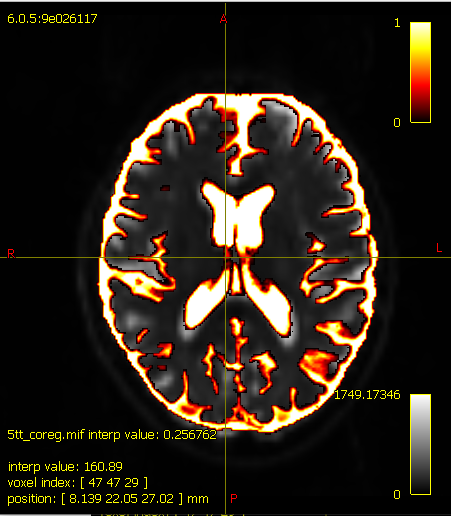 6.0.5:9e026117
A
1
0
R
L
1749.17346
5tt_coreg.mif interp value: 0.256762
interp value: 160.89
voxel index: [ 47 47 29 ]
0
position: [ 8.139 22.05 27.02 ] mm
P